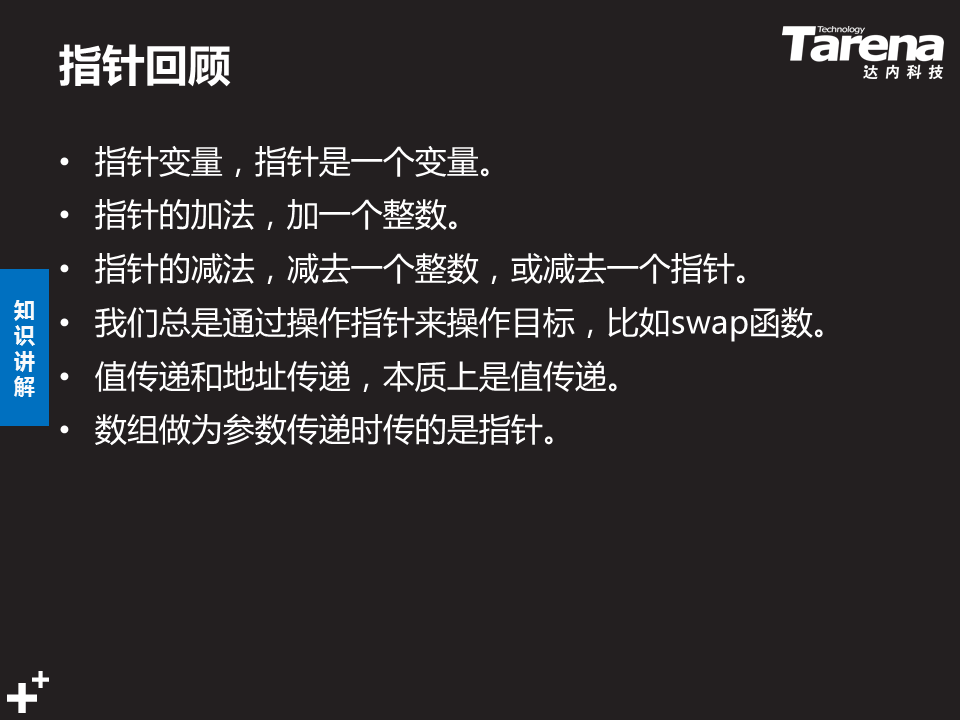 指针回顾
Technology
Tarena
达内科技
• 指针变量，指针是一个变量。
• 指针的加法，加一个整数。
• 指针的减法，减去一个整数，或减去一个指针。
• 我们总是通过操作指针来操作目标，比如swap函数。
• 值传递和地址传递，本质上是值传递。
• 数组做为参数传递时传的是指针。
知
识
讲
解